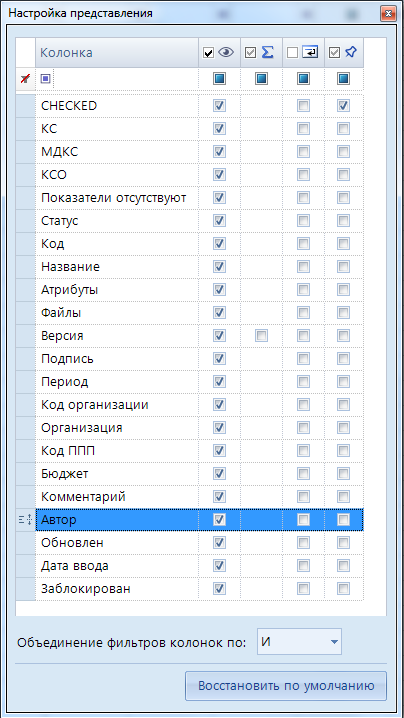 Настройка представления
Колонка Σ
CHECKED
КС
МДКС
КСО
Показатели отсутствуют
Статус
Код
Название
Атрибуты
Файлы
Версия
Подпись
Период
Код организации
Организация
Код ППП
Бюджет
Комментарий
Автор
Обновлен
Дата ввода
Заблокирован
Объединение фильтров колонок по: И
Восстановить по умолчанию